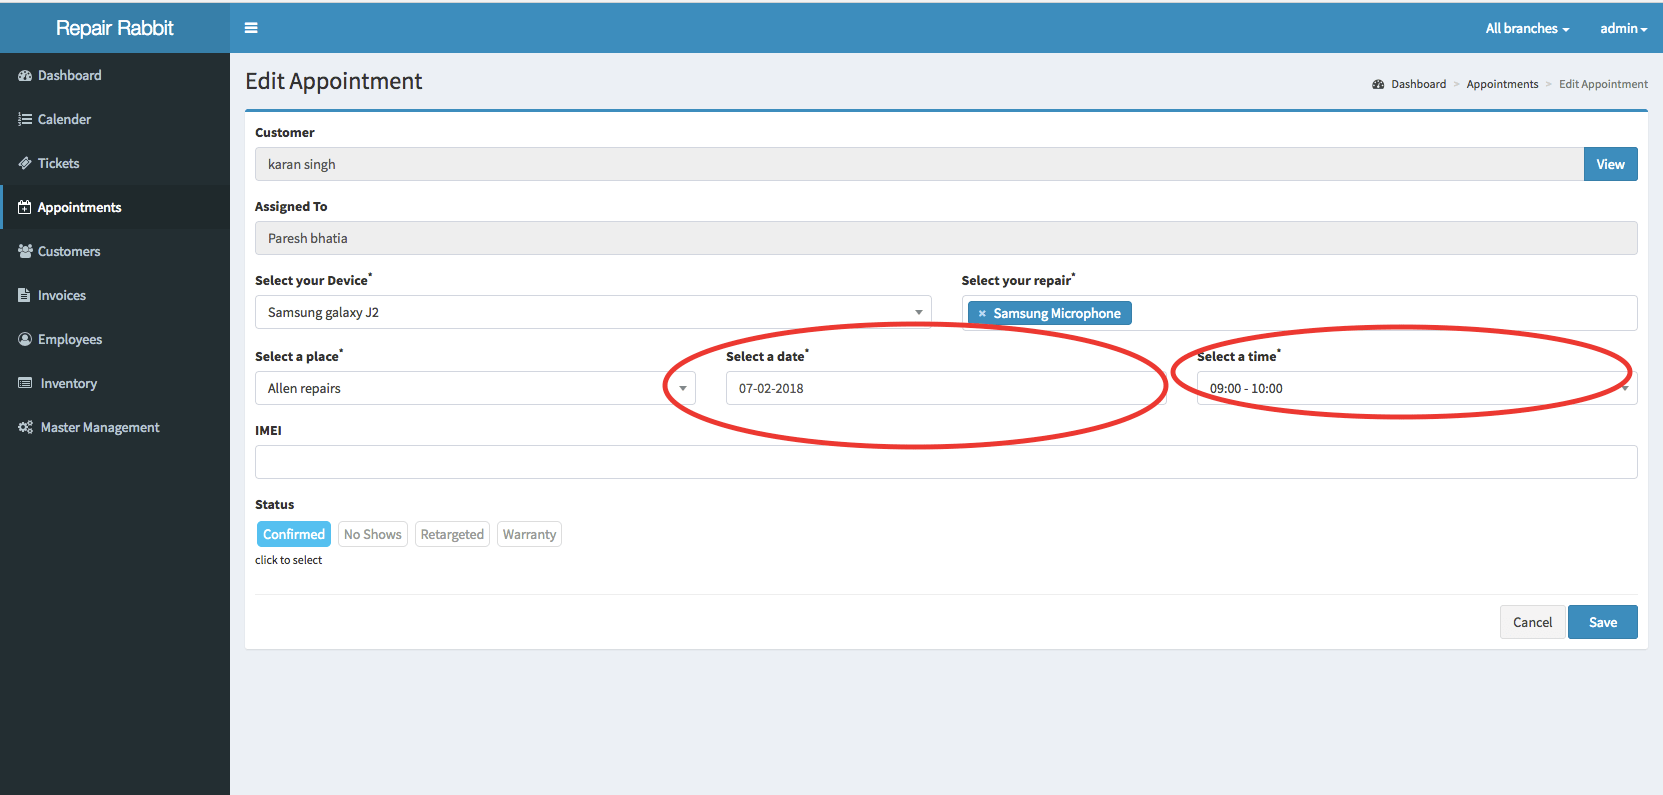 Repair Rabbit
All branches
admin
Dashboard
Calender
Tickets
Appointments
Customers
Invoices
Employees
Inventory
Master Management
Edit Appointment
Dashboard > Appointments > Edit Appointment
Customer
karan singh
View
Assigned To
Paresh bhatia
Select your Device*
Select your repair*
Samsung galaxy J2
× Samsung Microphone
Select a place*
Select a date*
Select a time*
Allen repairs
07-02-2018
09:00 - 10:00
IMEI
Status
Confirmed
No Shows
Retargeted
Warranty
click to select
Cancel
Save